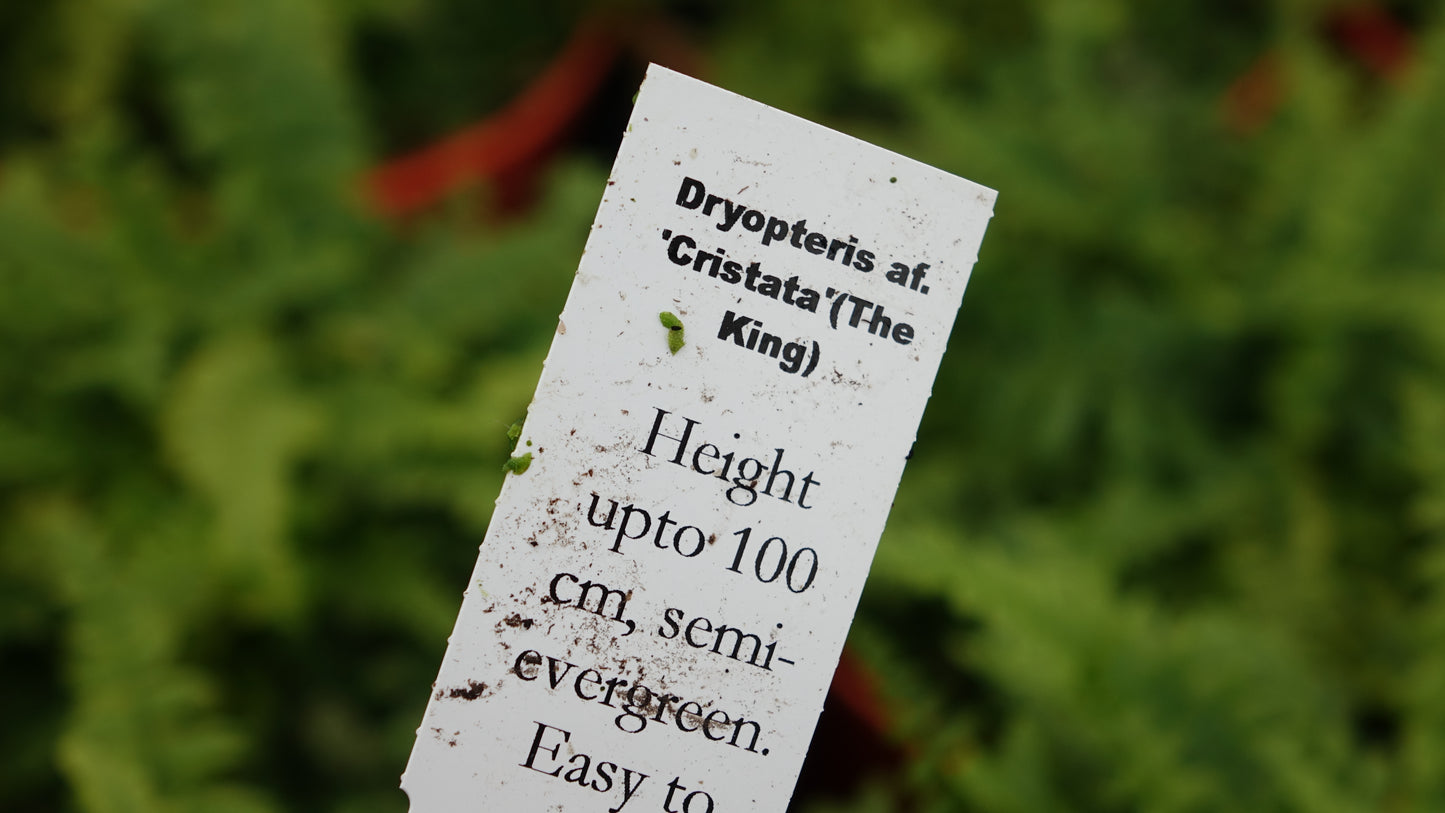 Dryopteris af.
'Cristata'(The
King)
Height
upto 100
cm, semi-
evergreen.
Easy to